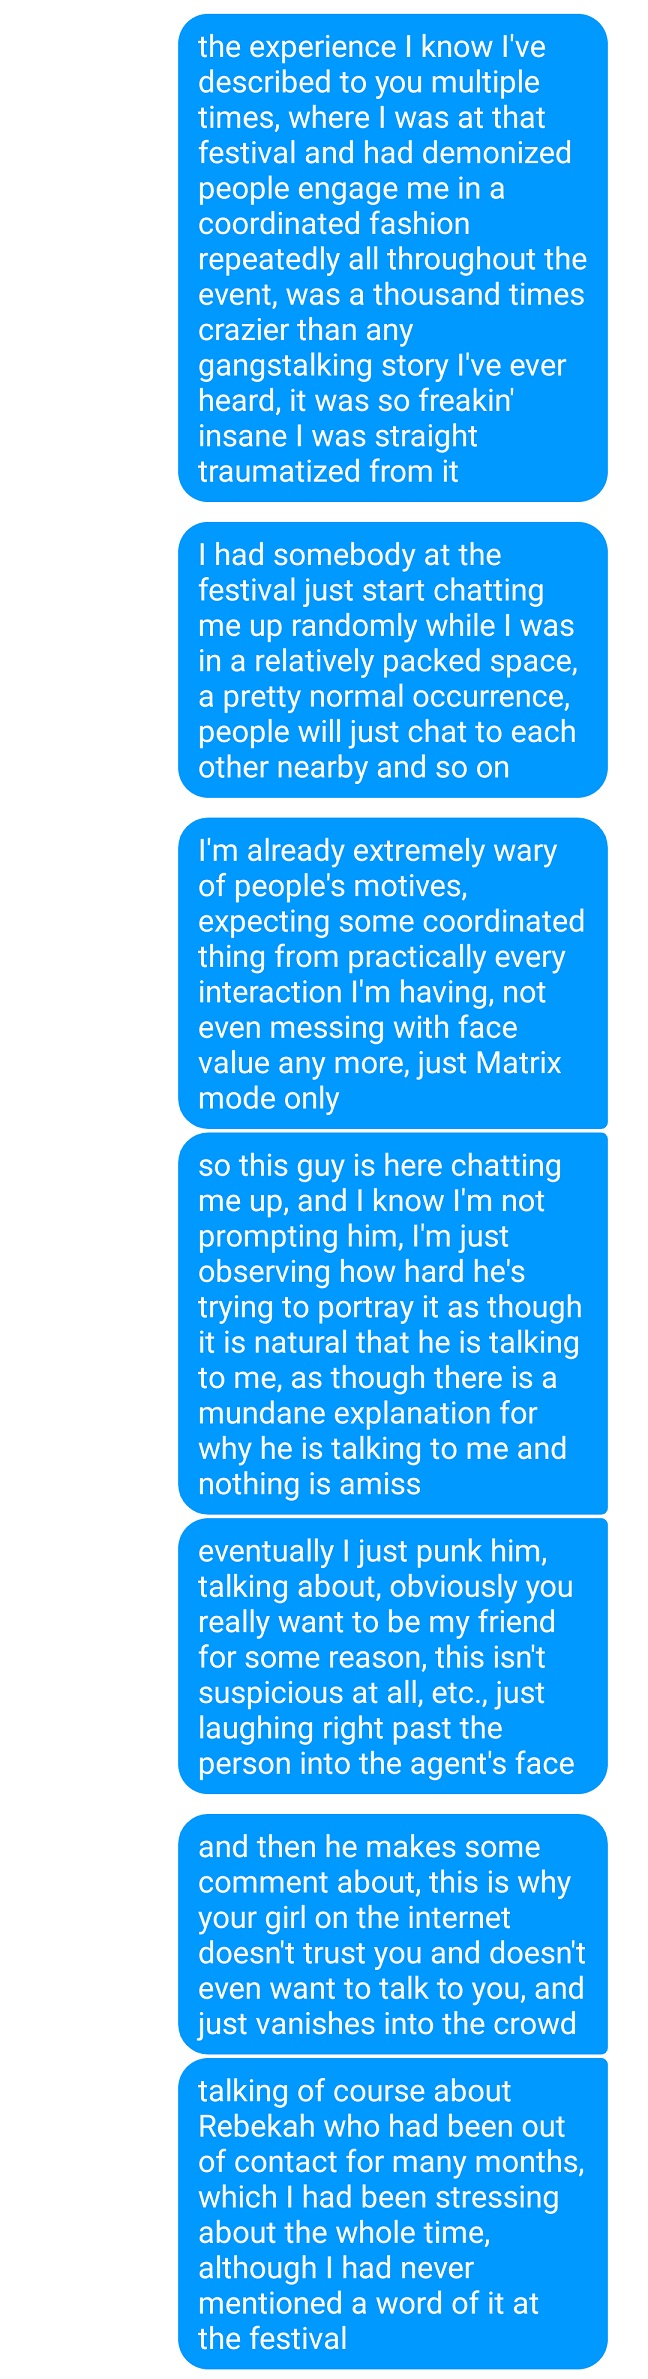 the experience I know I've
described to you multiple
times, where I was at that
festival and had demonized
people engage me in a
coordinated fashion
repeatedly all throughout the
event, was a thousand times
crazier than any
gangstalking story I've ever
heard, it was so freakin'
insane I was straight
traumatized from it
I had somebody at the
festival just start chatting
me up randomly while I was
in a relatively packed space,
a pretty normal occurrence,
people will just chat to each
other nearby and so on
I'm already extremely wary
of people's motives,
expecting some coordinated
thing from practically every
interaction I'm having, not
even messing with face
value any more, just Matrix
mode only
so this guy is here chatting
me up, and I know I'm not
prompting him, I'm just
observing how hard he's
trying to portray it as though
it is natural that he is talking
to me, as though there is a
mundane explanation for
why he is talking to me and
nothing is amiss
eventually I just punk him,
talking about, obviously you
really want to be my friend
for some reason, this isn't
suspicious at all, etc., just
laughing right past the
person into the agent's face
and then he makes some
comment about, this is why
your girl on the internet
doesn't trust you and doesn't
even want to talk to you, and
just vanishes into the crowd
talking of course about
Rebekah who had been out
of contact for many months,
which I had been stressing
about the whole time,
although I had never
mentioned a word of it at
the festival